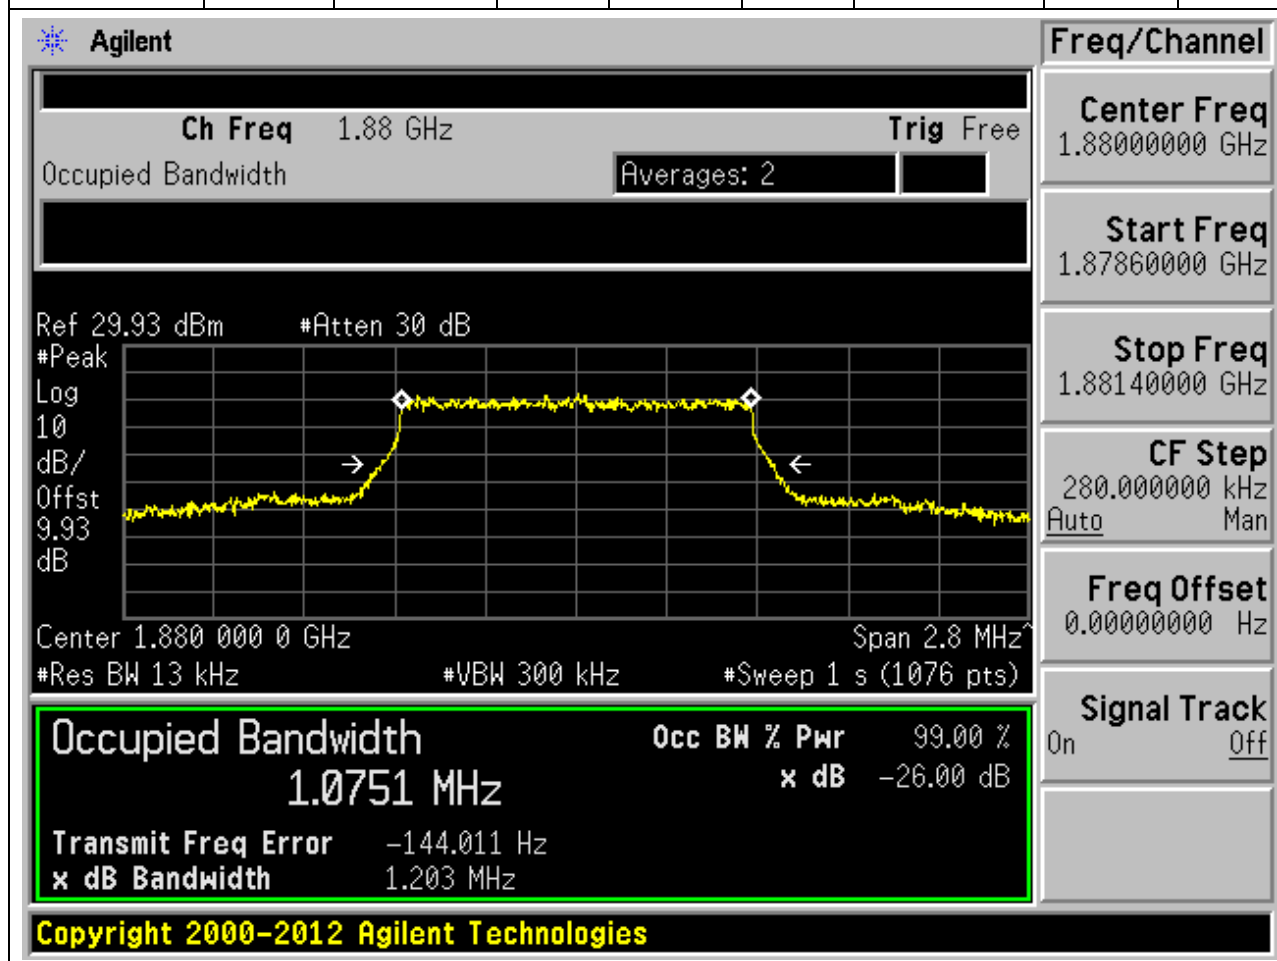 Agilent
Freq/Channel
Ch Freq 1.88 GHz Trig Free
Occupied Bandwidth Averages: 2
Center Freq
1.88000000 GHz
Start Freq
1.87860000 GHz
Stop Freq
1.88140000 GHz
CF Step
280.000000 kHz
Auto Man
Freq Offset
0.00000000 Hz
Signal Track
On Off
Ref 29.93 dBm #Atten 30 dB
#Peak
Log
10
dB/
Offst
9.93
dB
Center 1.880 000 0 GHz Span 2.8 MHz^
#Res BW 13 kHz #VBW 300 kHz #Sweep 1 s (1076 pts)
Occupied Bandwidth Occ BW % Pwr 99.00 %
1.0751 MHz x dB -26.00 dB
Transmit Freq Error -144.011 Hz
x dB Bandwidth 1.203 MHz
Copyright 2000-2012 Agilent Technologies